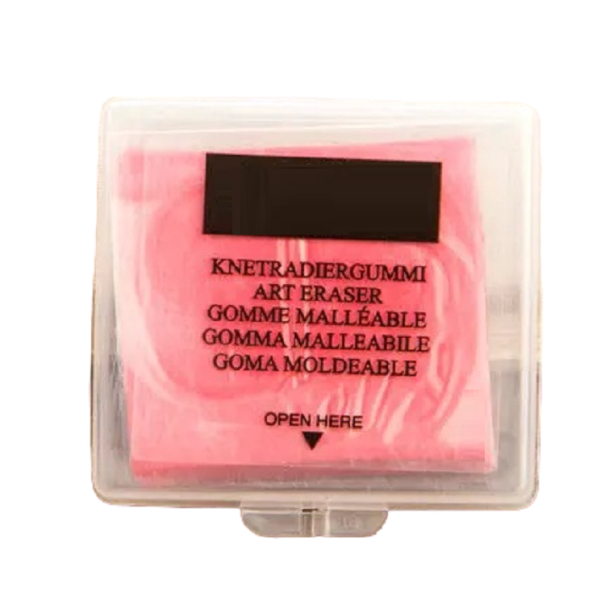 KNETRADIERGUMMI
ART ERASER
GOMME MALLÉABLE
GOMMA MALLEABILE
GOMA MOLDEABLE
OPEN HERE